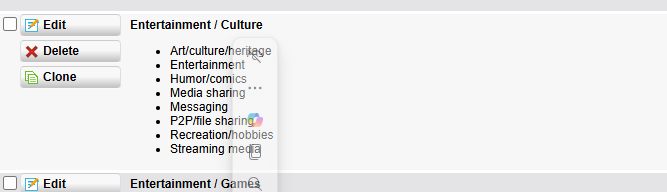 Edit
Entertainment / Culture
Delete
Clone
Art/culture/heritage
Entertainment
Humor/comics
Media sharing
Messaging
P2P/file sharing
Recreation/hobbies
Streaming media
Edit
Entertainment / Games